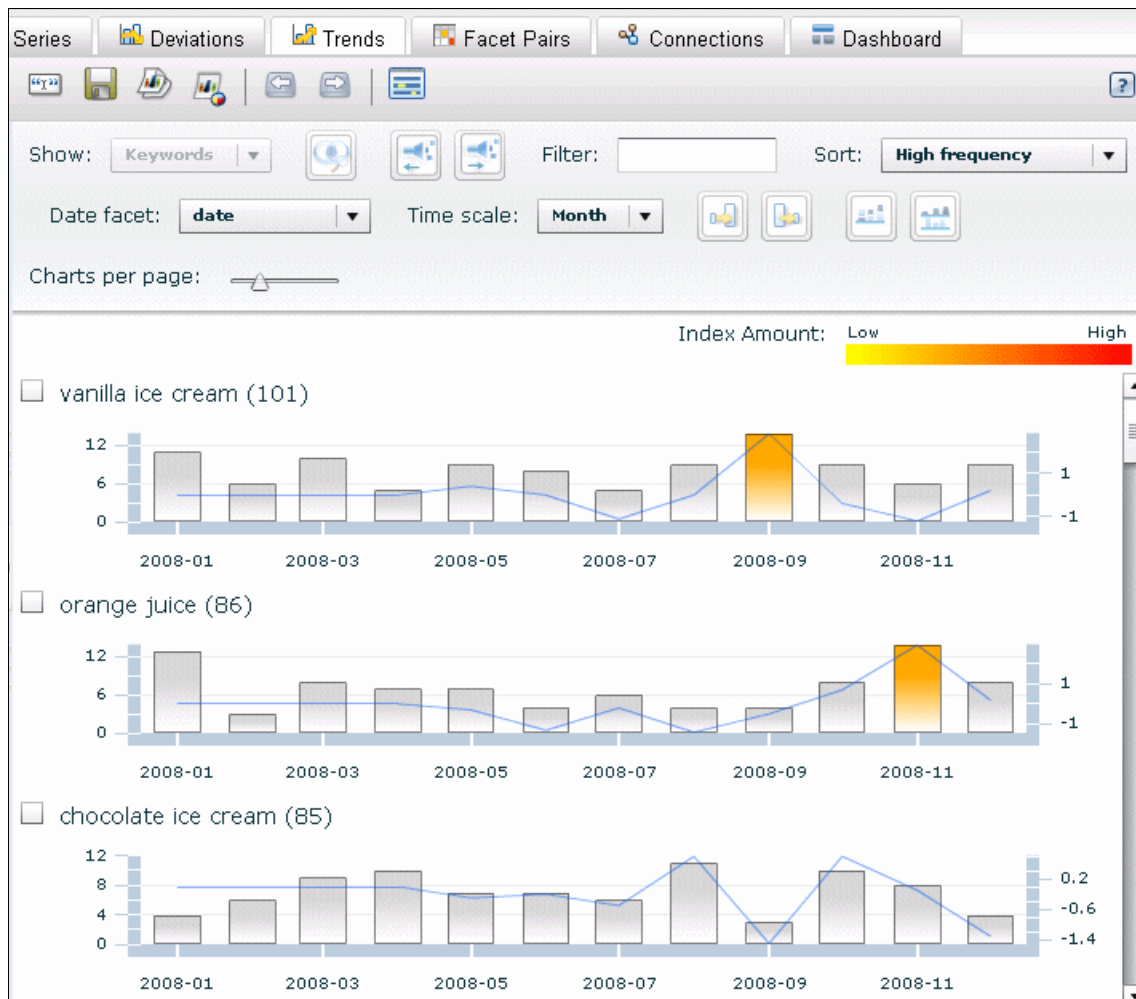 Series Deviations Trends Facet Pairs Connections Dashboard
?
Show: Keywords Filter: Sort: High frequency
Date facet: date Time scale: Month
Charts per page:
Index Amount: Low High
vanilla ice cream (101)
12
6
0
1
-1
2008-01 2008-03 2008-05 2008-07 2008-09 2008-11
orange juice (86)
12
6
0
1
-1
2008-01 2008-03 2008-05 2008-07 2008-09 2008-11
chocolate ice cream (85)
12
8
4
0
0.2
-0.6
-1.4
2008-01 2008-03 2008-05 2008-07 2008-09 2008-11